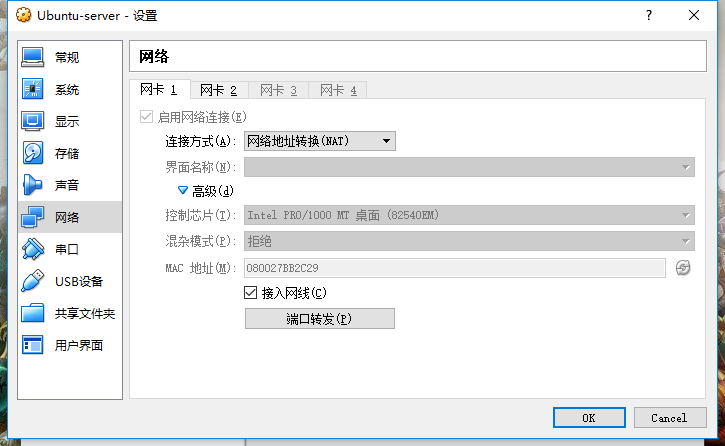 Ubuntu-server - 设置
常规
系统
显示
存储
声音
网络
串口
USB设备
共享文件夹
用户界面
网络
网卡 1 网卡 2 网卡 3 网卡 4
启用网络连接(E)
连接方式(A): 网络地址转换(NAT)
界面名称(N):
高级(d)
控制芯片(T): Intel PRO/1000 MT 桌面 (82540EM)
混杂模式(P): 拒绝
MAC 地址(M): 080027BB2C29
接入网线(C)
端口转发(P)
OK Cancel